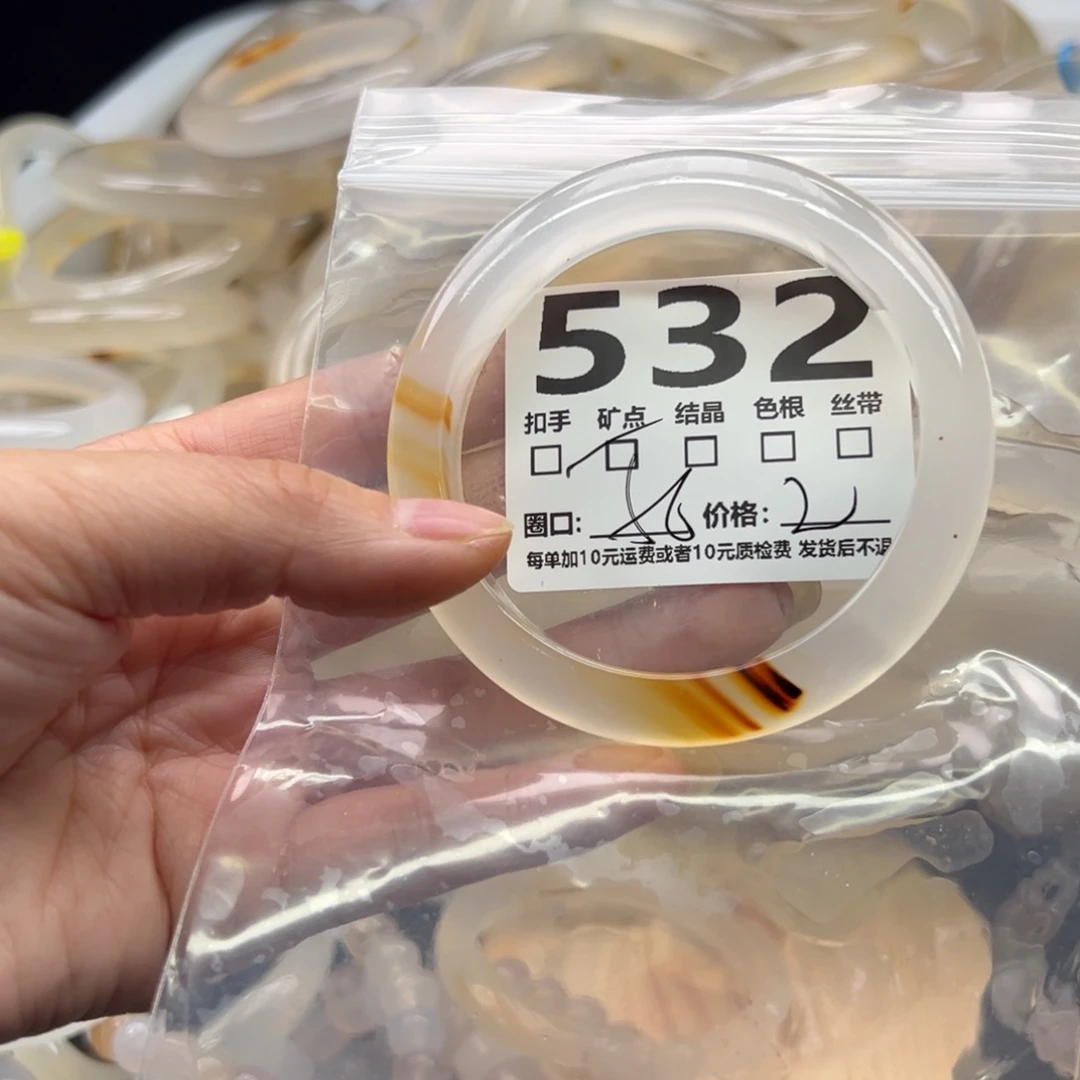 532
扣手 矿点 结晶 色根 丝带
圈口: 价格:
每单加10元运费或者10元质检费 发货后不退